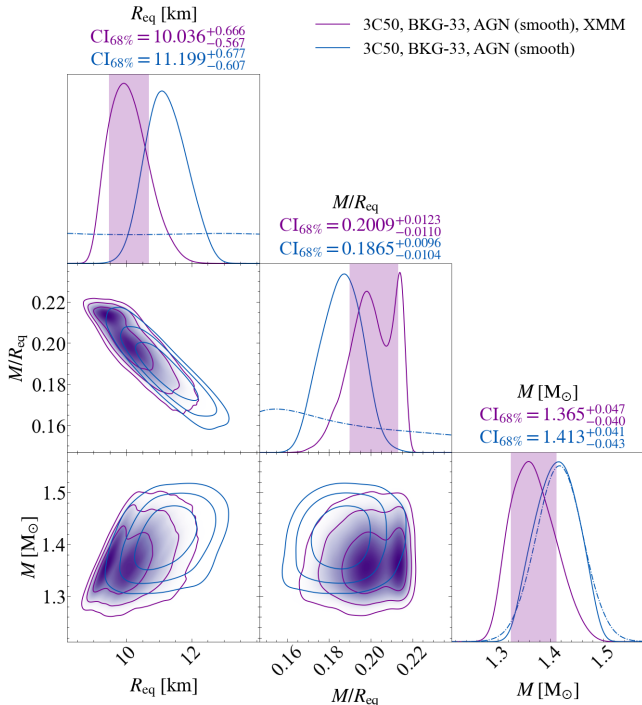 R_eq [km]
CI_68% = 10.036^{+0.666}_{−0.567}
CI_68% = 11.199^{+0.677}_{−0.607}
3C50, BKG-33, AGN (smooth), XMM
3C50, BKG-33, AGN (smooth)
M/R_eq
CI_68% = 0.2009^{+0.0123}_{−0.0110}
CI_68% = 0.1865^{+0.0096}_{−0.0104}
M/R_eq
0.22
0.20
0.18
0.16
M [M_⊙]
CI_68% = 1.365^{+0.047}_{−0.040}
CI_68% = 1.413^{+0.041}_{−0.043}
M [M_⊙]
1.5
1.4
1.3
10 12
R_eq [km]
0.16 0.18 0.20 0.22
M/R_eq
1.3 1.4 1.5
M [M_⊙]